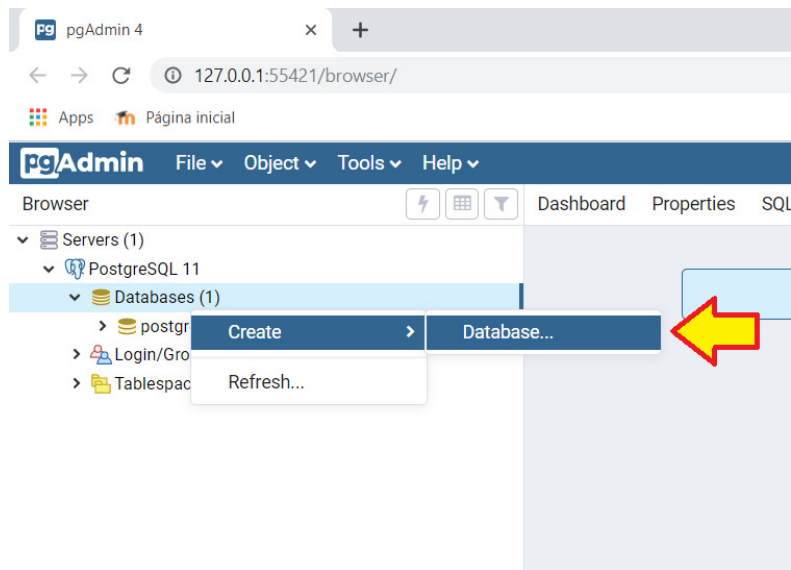 pgAdmin 4
127.0.0.1:55421/browser/
Apps Página inicial
pgAdmin File Object Tools Help
Browser Dashboard Properties SQL
Servers (1)
PostgreSQL 11
Databases (1)
postgr Create Database...
Login/Gro
Tablespac Refresh...